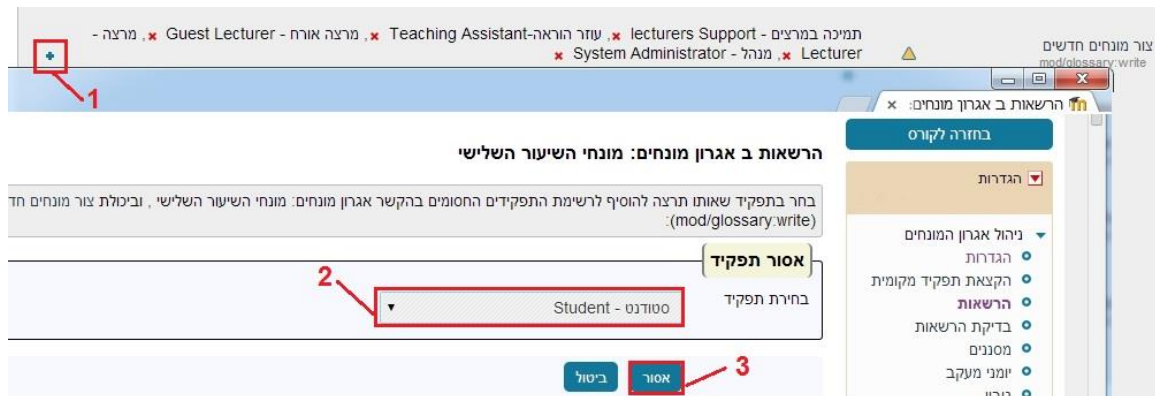 תמיכה במרצים - lecturers Support ✖, עוזר הוראה-Teaching Assistant ✖, מרצה אורח - Guest Lecturer ✖, מרצה -
Lecturer ✖, מנהל - System Administrator ✖
צור מונחים חדשים
mod/glossary:write
1
הרשאות ב אגרון מונחים:
בחזרה לקורס
הגדרות
ניהול אגרון המונחים
הגדרות
הקצאת תפקיד מקומית
הרשאות
בדיקת הרשאות
מסננים
יומני מעקב
הרשאות ב אגרון מונחים: מונחי השיעור השלישי
בחר בתפקיד שאותו תרצה להוסיף לרשימת התפקידים החסומים בהקשר אגרון מונחים: מונחי השיעור השלישי , וביכולת צור מונחים חד
(mod/glossary:write):
אסור תפקיד
2
בחירת תפקיד
סטודנט - Student
3
אסור
ביטול